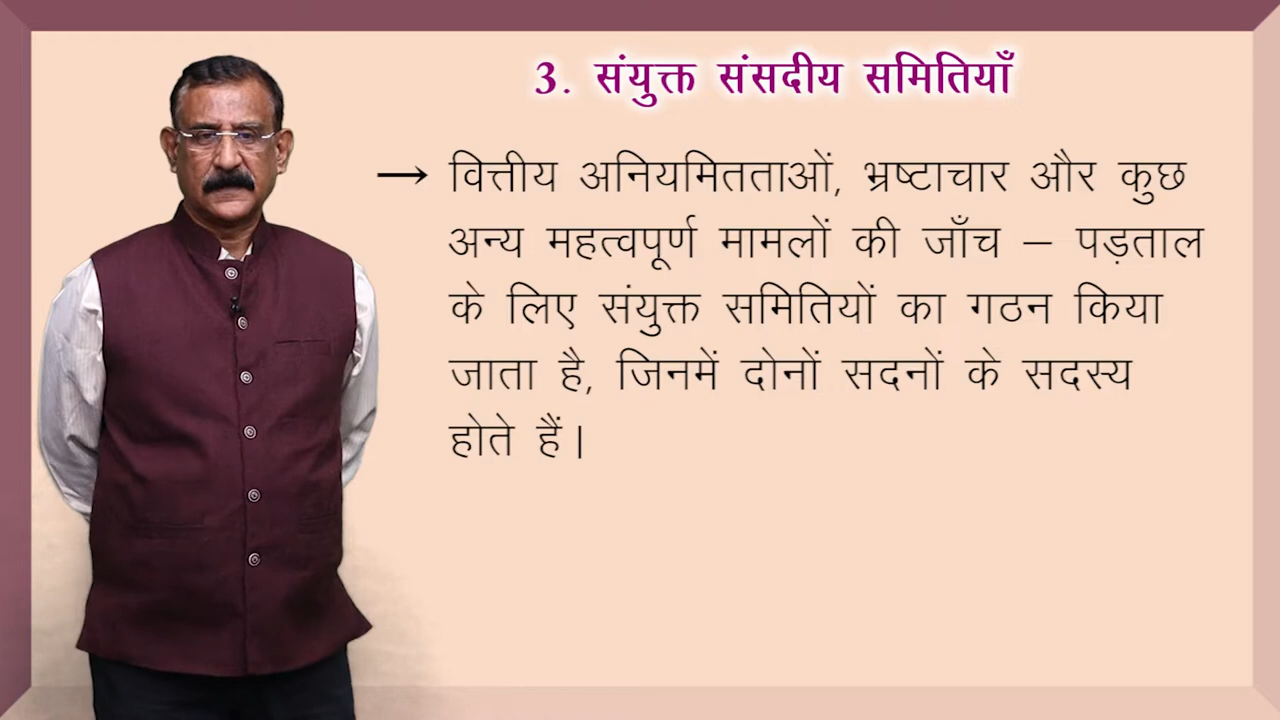 3. संयुक्त संसदीय समितियाँ
→ वित्तीय अनियमितताओं, भ्रष्टाचार और कुछ
अन्य महत्वपूर्ण मामलों की जाँच – पड़ताल
के लिए संयुक्त समितियों का गठन किया
जाता है, जिनमें दोनों सदनों के सदस्य
होते हैं।